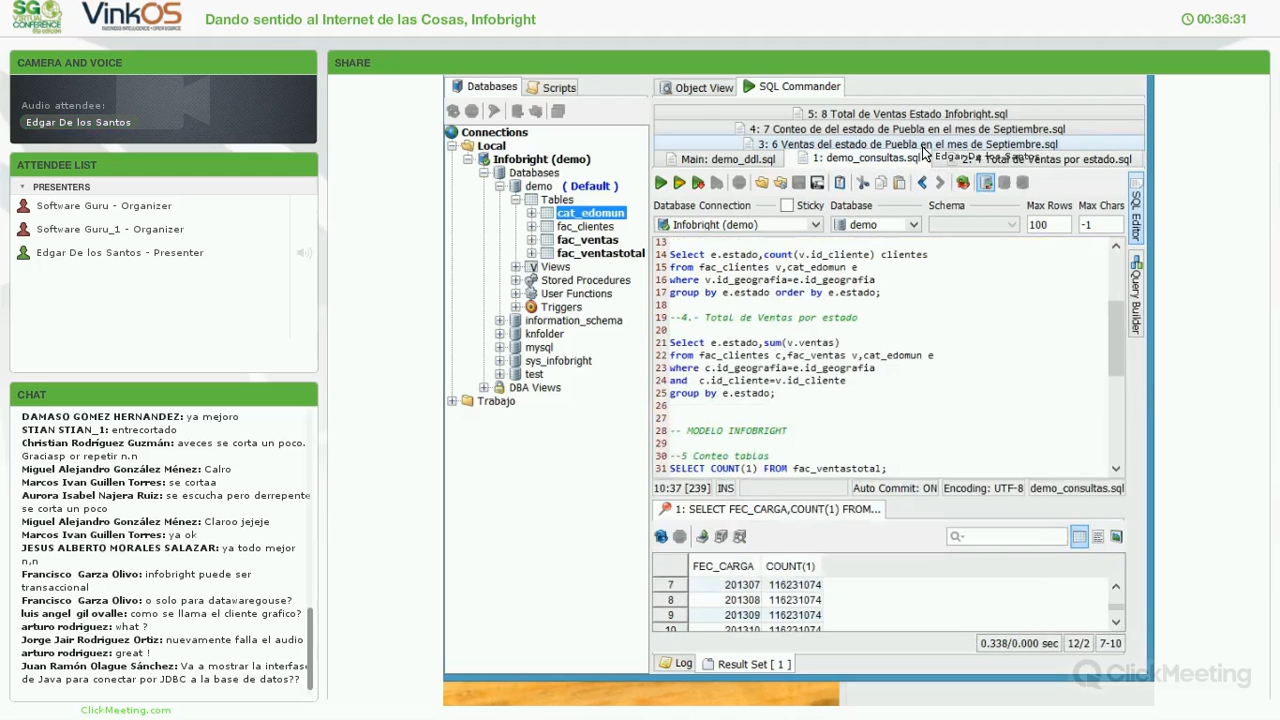 SG VIRTUAL CONFERENCE
VinkOS
Dando sentido al Internet de las Cosas, Infobright
00:36:31
CAMERA AND VOICE
Audio attendee:
Edgar De los Santos
ATTENDEE LIST
PRESENTERS
Software Guru - Organizer
Software Guru_1 - Organizer
Edgar De los Santos - Presenter
CHAT
DAMASO GOMEZ HERNANDEZ: ya mejoro
STIAN STIAN_1: entrecortado
Christian Rodríguez Guzmán: aveces se corta un poco.
Graciasp or repetir n.n
Miguel Alejandro González Ménez: Calro
Marcos Ivan Guillen Torres: se cortaa
Aurora Isabel Najera Ruiz: se escucha pero derrepente
se corta un poco
Miguel Alejandro González Ménez: Claroo jejeje
Marcos Ivan Guillen Torres: ya ok
JESUS ALBERTO MORALES SALAZAR: ya todo mejor
n,n
Francisco Garza Olivo: infobright puede ser
transaccional
Francisco Garza Olivo: o solo para datawaregouse?
luis angel gil ovalle: como se llama el cliente grafico?
arturo rodriguez: what ?
Jorge Jair Rodriguez Ortiz: nuevamente falla el audio
arturo rodriguez: great !
Juan Ramón Olague Sánchez: Va a mostrar la interfase
de Java para conectar por JDBC a la base de datos??
ClickMeeting.com
SHARE
Databases
Scripts
Connections
Local
Infobright (demo)
Databases
demo ( Default )
Tables
cat_edomun
fac_clientes
fac_ventas
fac_ventastotal
Views
Stored Procedures
User Functions
Triggers
information_schema
knfolder
mysql
sys_infobright
test
DBA Views
Trabajo
Object View
SQL Commander
5: 8 Total de Ventas Estado Infobright.sql
4: 7 Conteo de del estado de Puebla en el mes de Septiembre.sql
3: 6 Ventas del estado de Puebla en el mes de Septiembre.sql
Main: demo_ddl.sql
1: demo_consultas.sql
Edgar De los Santos
2: 4 Total de Ventas por estado.sql
Database Connection
Sticky
Database
Schema
Max Rows
Max Chars
Infobright (demo)
demo
100
-1
13
14 Select e.estado,count(v.id_cliente) clientes
15 from fac_clientes v,cat_edomun e
16 where v.id_geografia=e.id_geografia
17 group by e.estado order by e.estado;
18
19 --4.- Total de Ventas por estado
20
21 Select e.estado,sum(v.ventas)
22 from fac_clientes c,fac_ventas v,cat_edomun e
23 where c.id_geografia=e.id_geografia
24 and c.id_cliente=v.id_cliente
25 group by e.estado;
26
27
28 -- MODELO INFOBRIGHT
29
30 --5 Conteo tablas
31 SELECT COUNT(1) FROM fac_ventastotal;
SQL Editor
Query Builder
10:37 [239]
INS
Auto Commit: ON
Encoding: UTF-8
demo_consultas.sql
1: SELECT FEC_CARGA,COUNT(1) FROM...
FEC_CARGA COUNT(1)
7 201307 116231074
8 201308 116231074
9 201309 116231074
10 201310 116231074
0.338/0.000 sec
12/2
7-10
Log
Result Set [ 1 ]
ClickMeeting